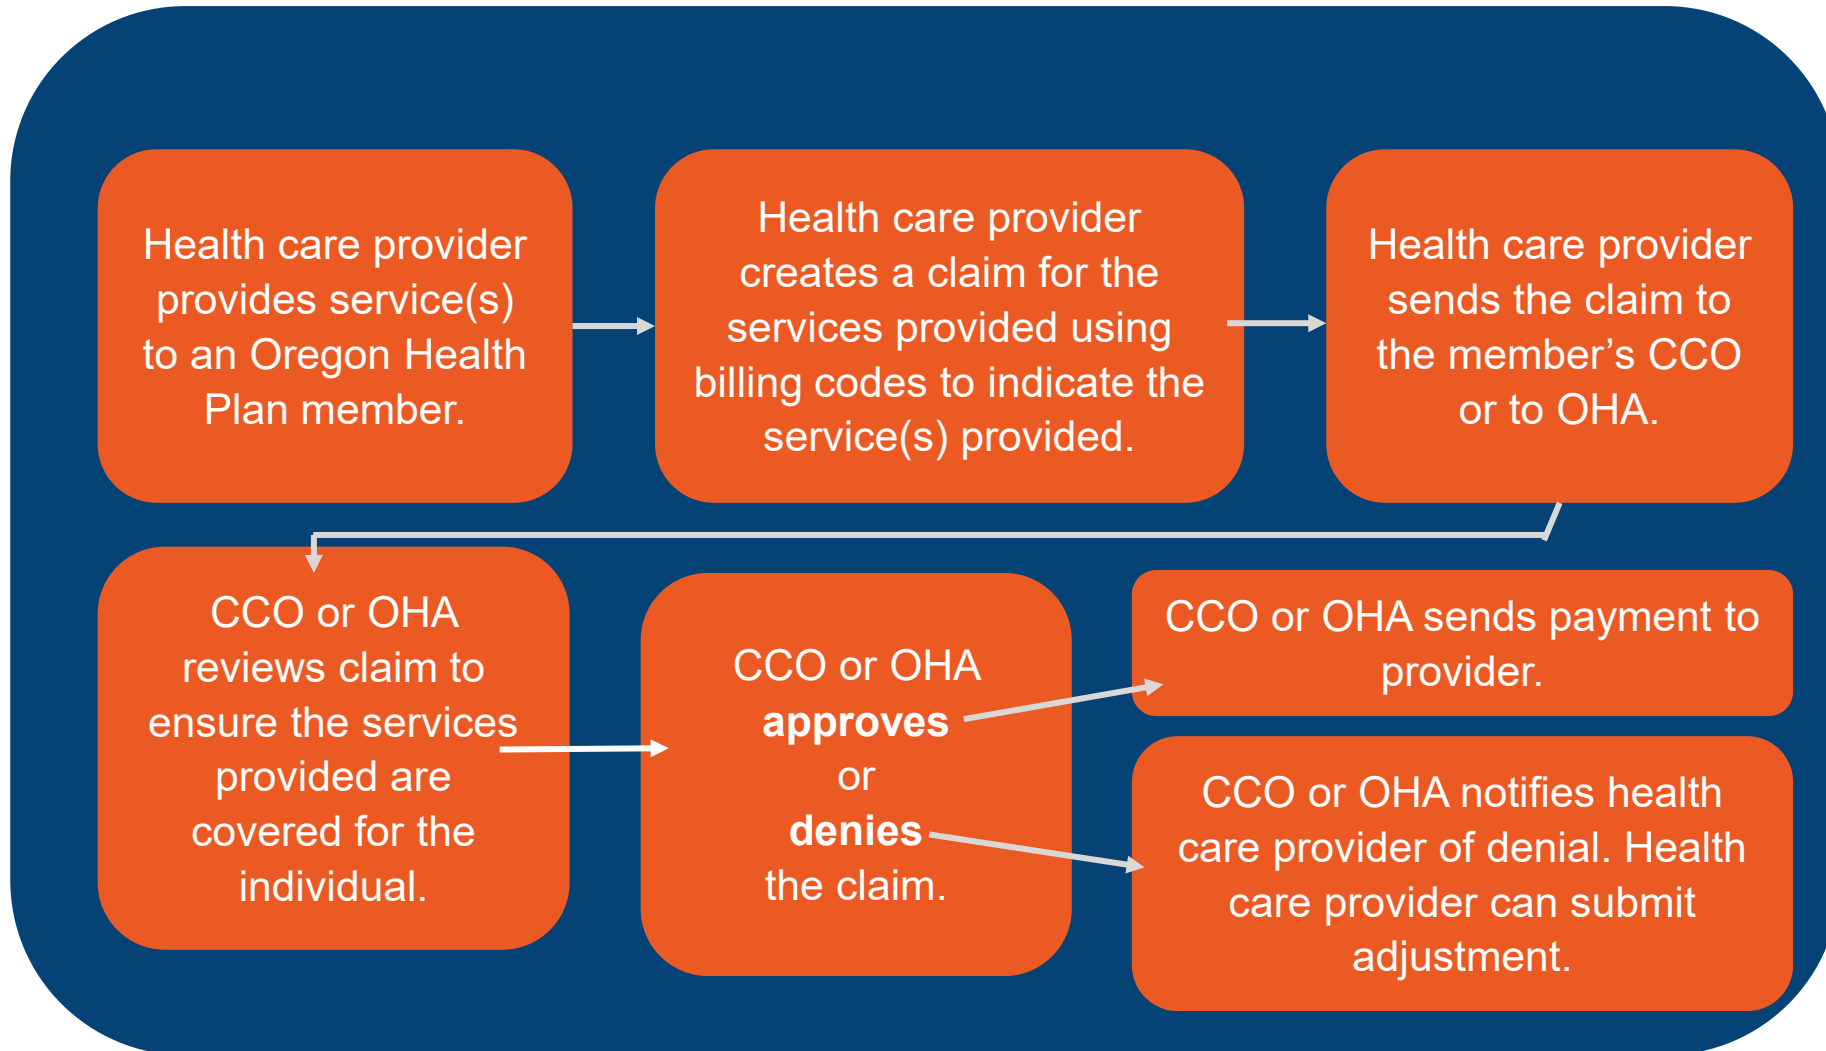 Health care provider
provides service(s)
to an Oregon Health
Plan member.
Health care provider
creates a claim for the
services provided using
billing codes to indicate the
service(s) provided.
Health care provider
sends the claim to
the member’s CCO
or to OHA.
CCO or OHA
reviews claim to
ensure the services
provided are
covered for the
individual.
CCO or OHA
approves
or
denies
the claim.
CCO or OHA sends payment to
provider.
CCO or OHA notifies health
care provider of denial. Health
care provider can submit
adjustment.